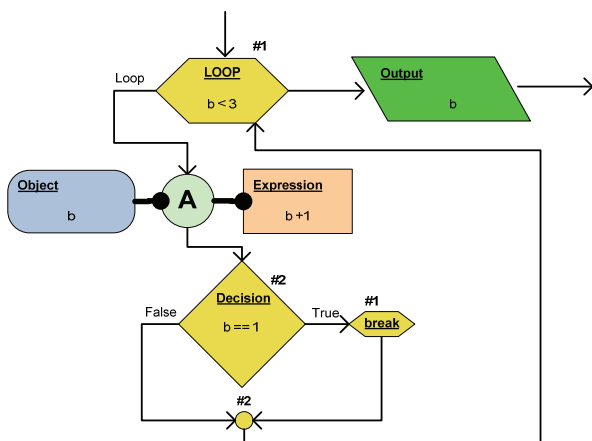 #1
LOOP
b < 3
Loop
Output
b
Object
b
A
Expression
b +1
#2
Decision
b == 1
False
True
#1
break
#2